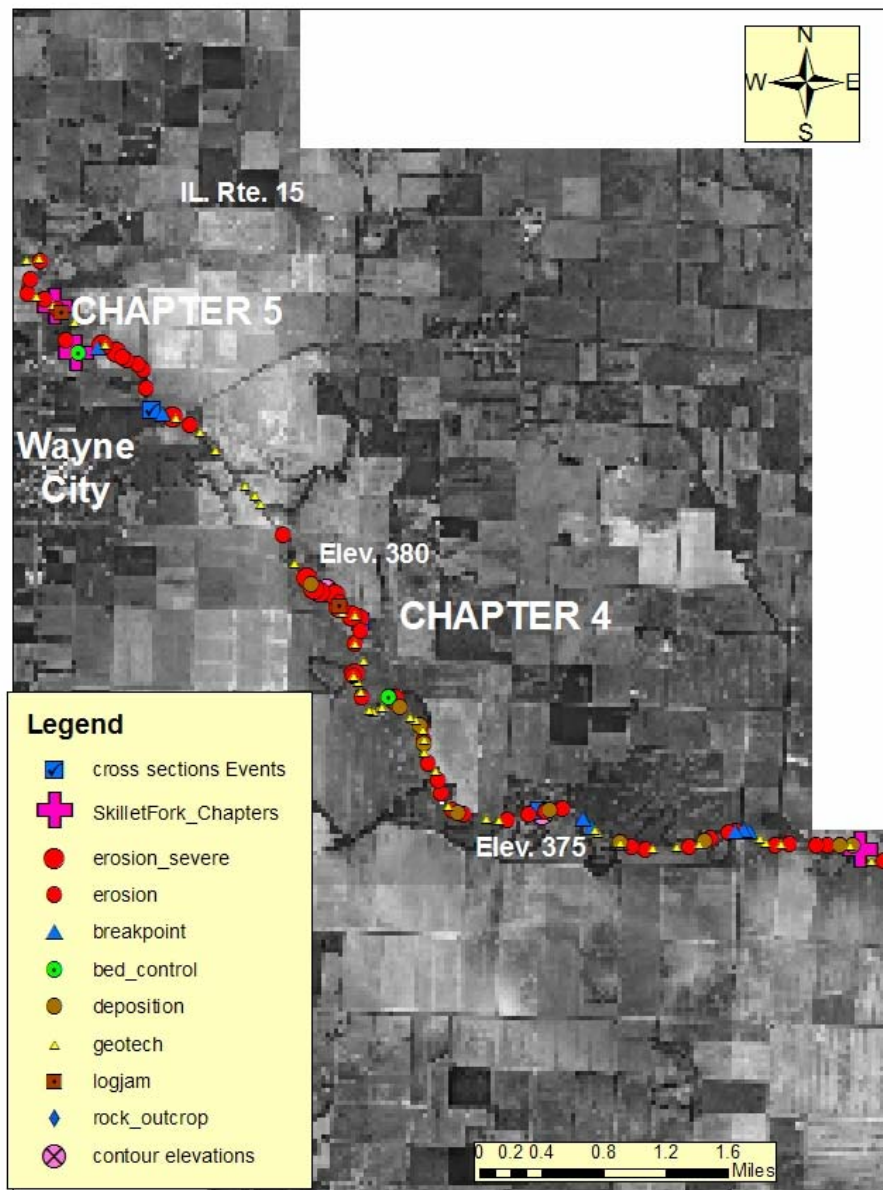 N
W E
S
IL. Rte. 15
CHAPTER 5
Wayne
City
Elev. 380
CHAPTER 4
Elev. 375
Legend
cross sections Events
SkilletFork_Chapters
erosion_severe
erosion
breakpoint
bed_control
deposition
geotech
logjam
rock_outcrop
contour elevations
0 0.2 0.4 0.8 1.2 1.6
Miles